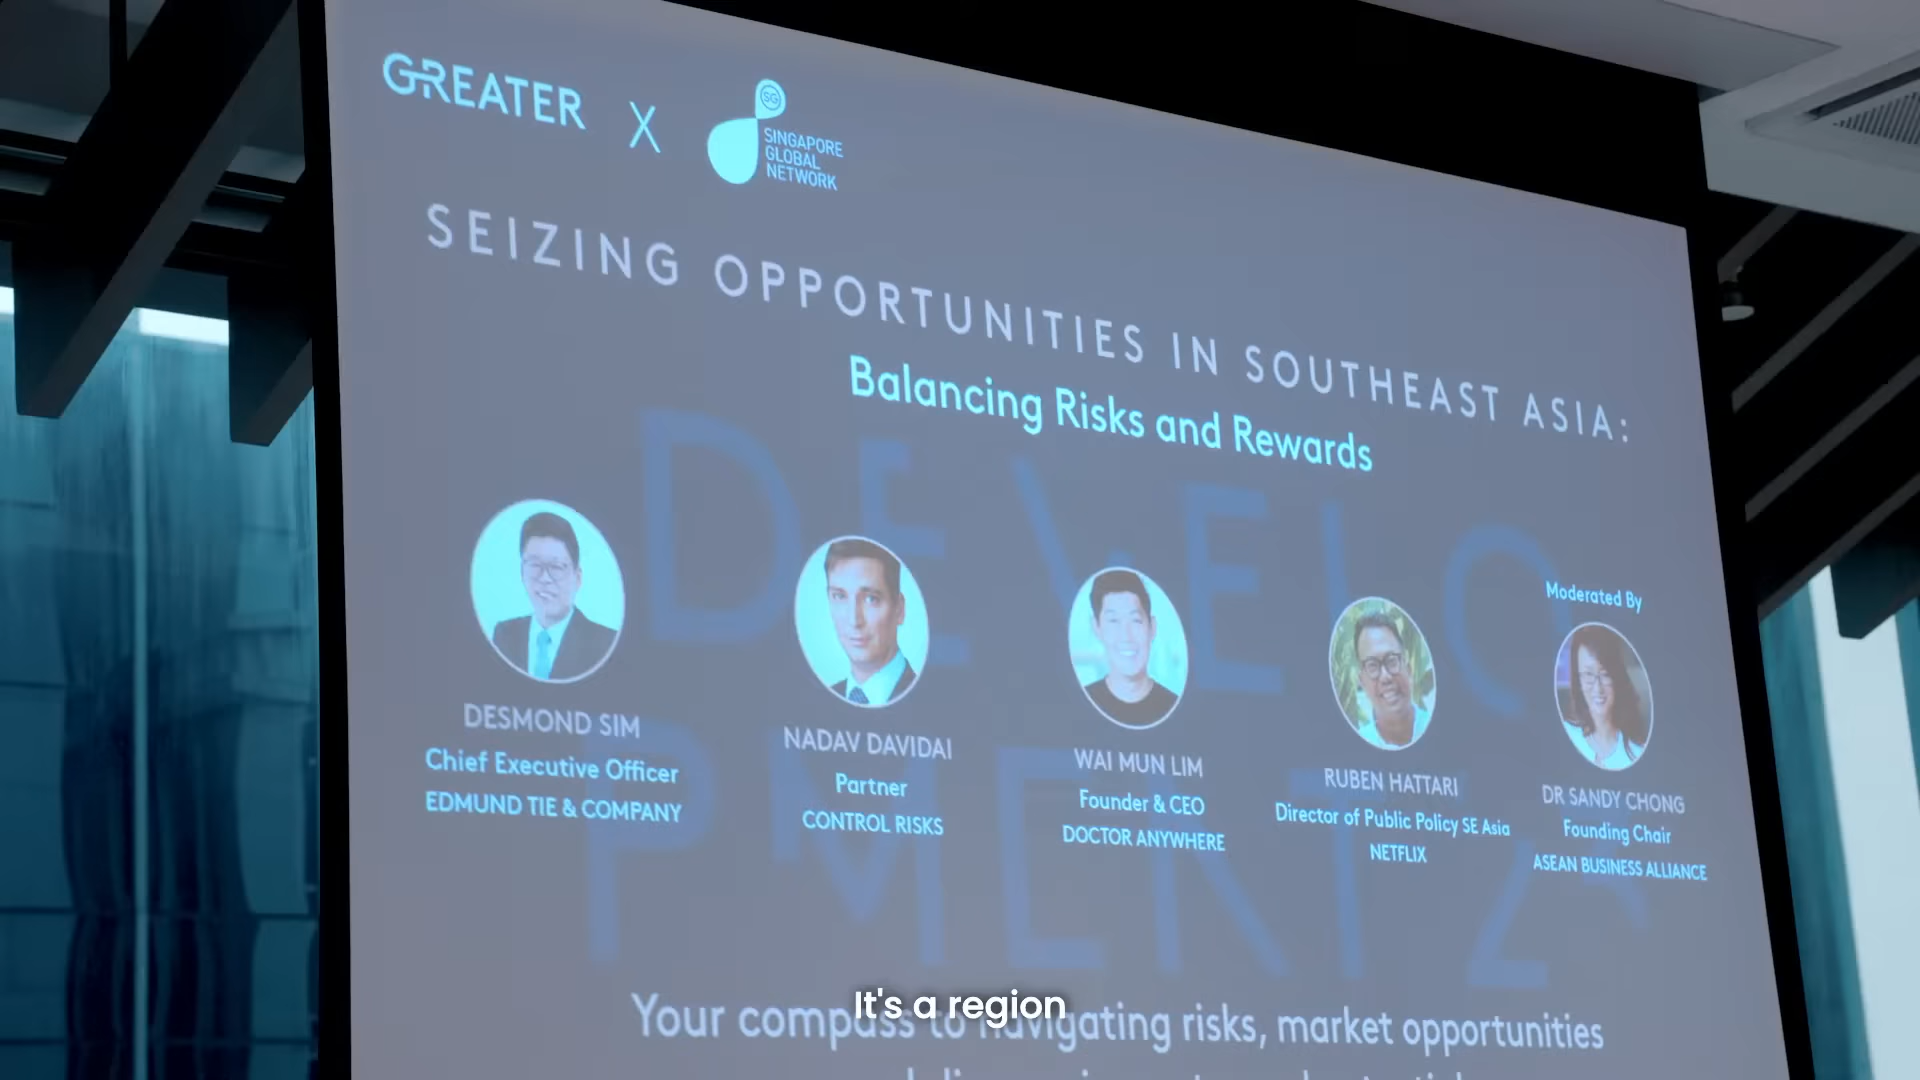 GREATER
X
SG
SINGAPORE
GLOBAL
NETWORK
SEIZING OPPORTUNITIES IN SOUTHEAST ASIA:
Balancing Risks and Rewards
DEVELO
PMENT
DESMOND SIM
Chief Executive Officer
EDMUND TIE & COMPANY
NADAV DAVIDAI
Partner
CONTROL RISKS
WAI MUN LIM
Founder & CEO
DOCTOR ANYWHERE
RUBEN HATTARI
Director of Public Policy SE Asia
NETFLIX
Moderated By
DR SANDY CHONG
Founding Chair
ASEAN BUSINESS ALLIANCE
Your compass to navigating risks, market opportunities
It's a region